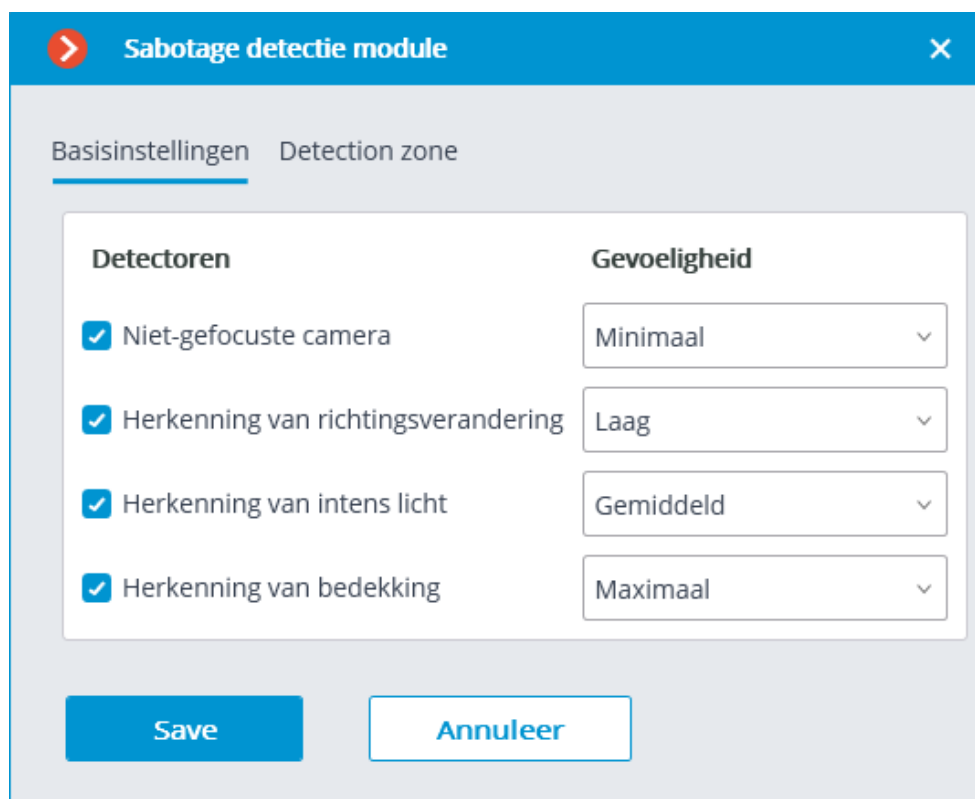 Sabotage detectie module
Basisinstellingen Detection zone
Detectoren Gevoeligheid
Niet-gefocuste camera Minimaal
Herkenning van richtingsverandering Laag
Herkenning van intens licht Gemiddeld
Herkenning van bedekking Maximaal
Save Annuleer